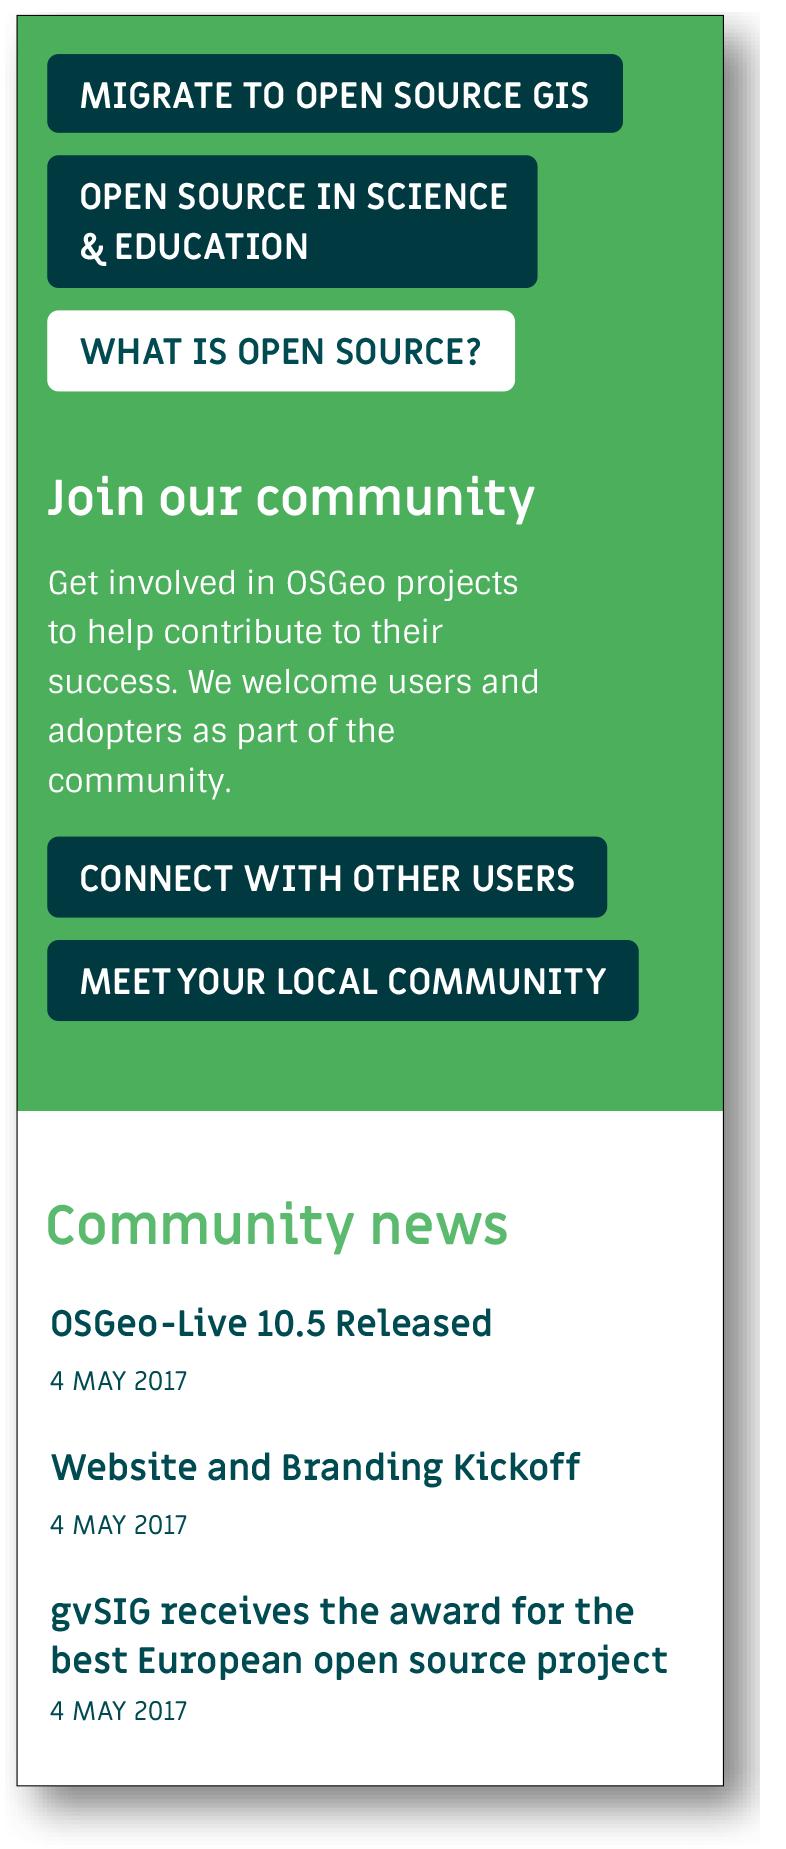 MIGRATE TO OPEN SOURCE GIS
OPEN SOURCE IN SCIENCE
& EDUCATION
WHAT IS OPEN SOURCE?
Join our community
Get involved in OSGeo projects
to help contribute to their
success. We welcome users and
adopters as part of the
community.
CONNECT WITH OTHER USERS
MEET YOUR LOCAL COMMUNITY
Community news
OSGeo-Live 10.5 Released
4 MAY 2017
Website and Branding Kickoff
4 MAY 2017
gvSIG receives the award for the
best European open source project
4 MAY 2017